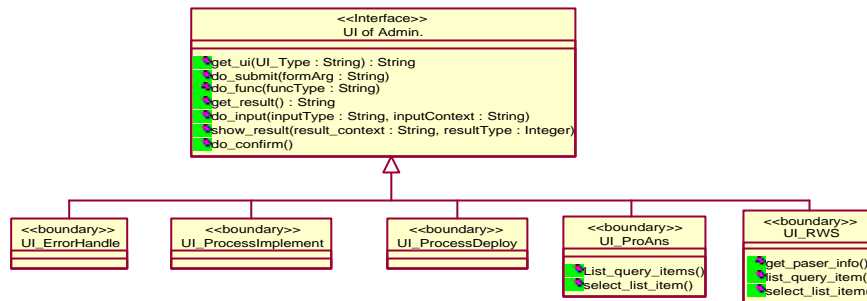 <<Interface>>
UI of Admin.
get_ui(UI_Type : String) : String
do_submit(formArg : String)
do_func(funcType : String)
get_result() : String
do_input(inputType : String, inputContext : String)
show_result(result_context : String, resultType : Integer)
do_confirm()
<<boundary>>
UI_ErrorHandle
<<boundary>>
UI_ProcessImplement
<<boundary>>
UI_ProcessDeploy
<<boundary>>
UI_ProAns
List_query_items()
select_list_item()
<<boundary>>
UI_RWS
get_paser_info()
list_query_item(
select_list_item(